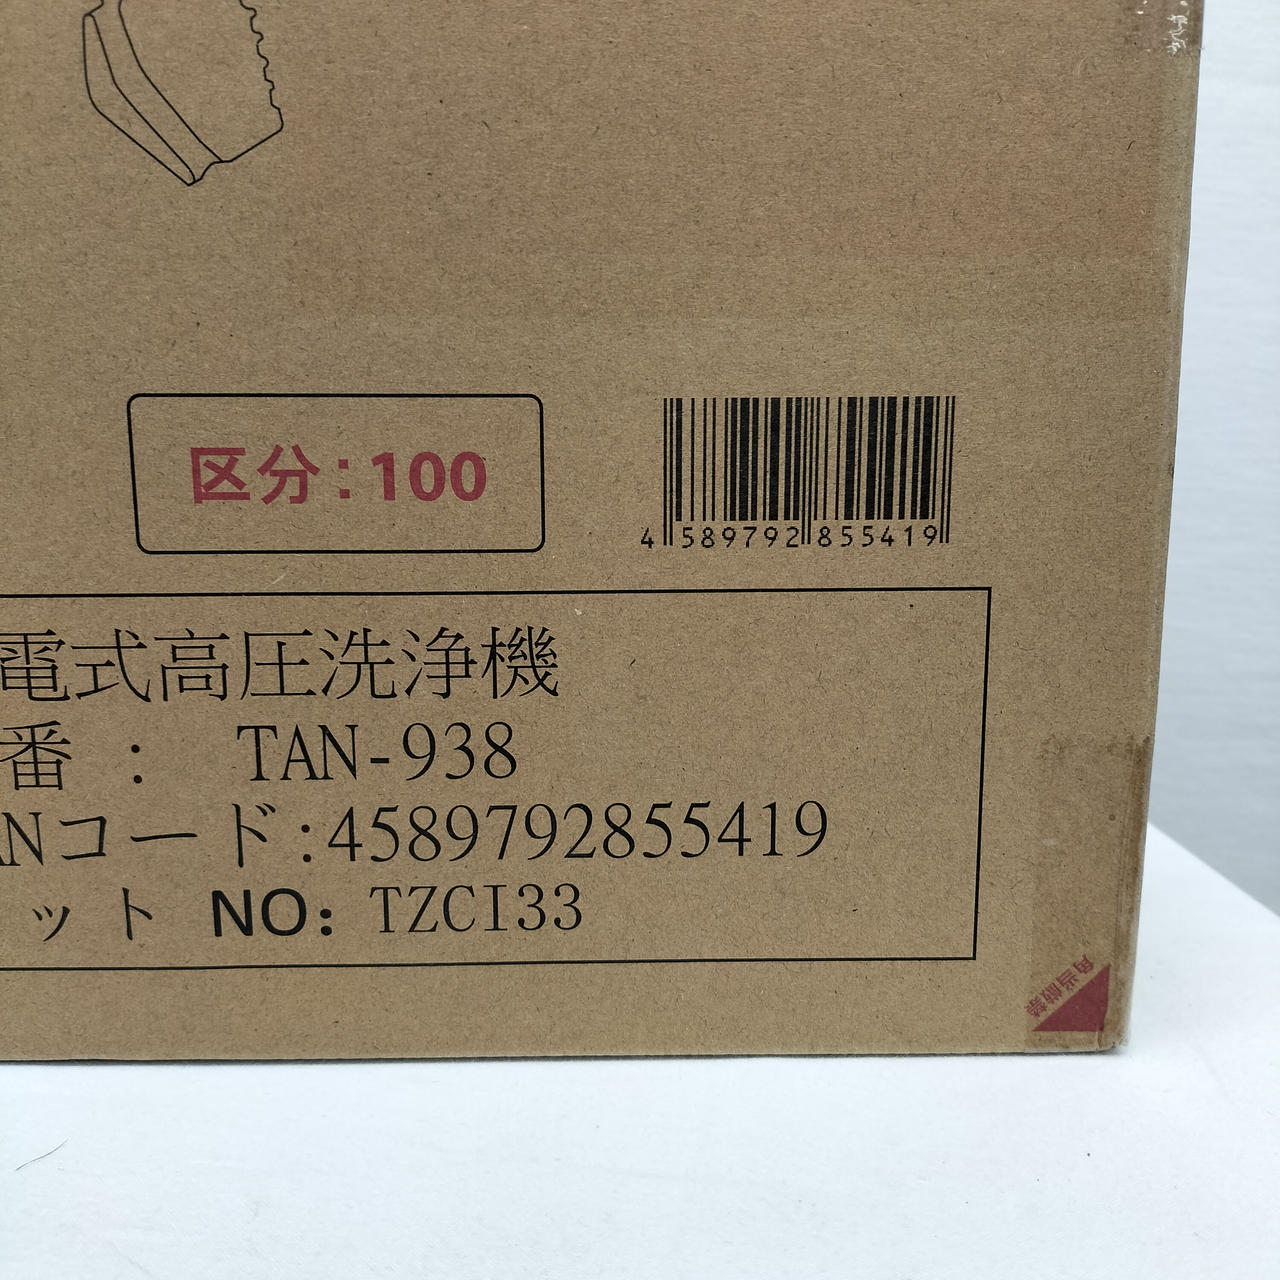 区分：100
4 589792 855419
電式高圧洗浄機
番： TAN-938
ANコード：4589792855419
ット NO: TZCI33